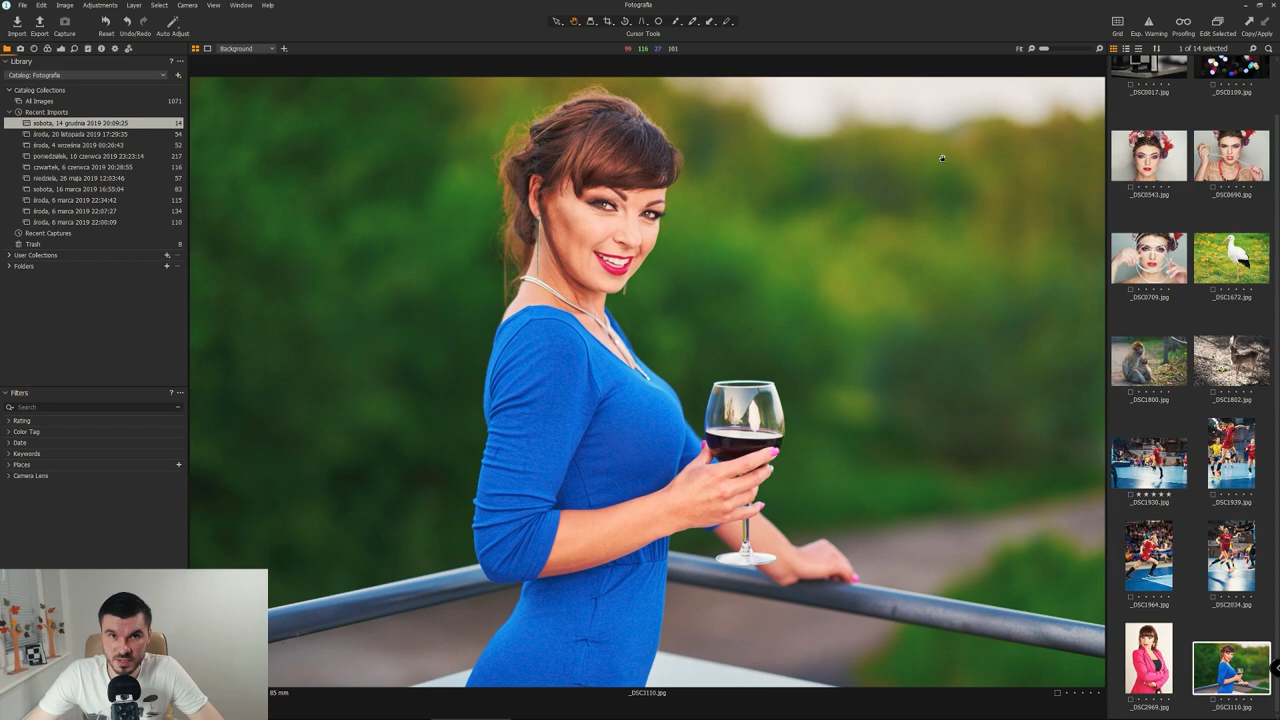 Fotografia
File Edit Image Adjustments Layer Select Camera View Window Help
Import Export Capture Reset Undo/Redo Auto Adjust Cursor Tools Grid Exp. Warning Proofing Edit Selected Copy/Apply
Background 99 116 27 101 Fit 1 of 14 selected
Library
Catalog: Fotografia
Catalog Collections
All Images 1071
Recent Imports
sobota, 14 grudnia 2019 20:09:25 14
środa, 20 listopada 2019 17:29:35 54
środa, 4 września 2019 00:26:43 52
poniedziałek, 10 czerwca 2019 23:23:14 217
czwartek, 6 czerwca 2019 20:28:55 116
niedziela, 26 maja 2019 12:03:46 57
sobota, 16 marca 2019 16:55:04 83
środa, 6 marca 2019 22:34:42 115
środa, 6 marca 2019 22:07:27 134
środa, 6 marca 2019 22:00:09 110
Recent Captures
Trash 8
User Collections
Folders
Filters
Search
Rating
Color Tag
Date
Keywords
Places
Camera Lens
85 mm
_DSC3110.jpg
_DSC0017.jpg _DSC0109.jpg
_DSC0543.jpg _DSC0690.jpg
_DSC0709.jpg _DSC1672.jpg
_DSC1800.jpg _DSC1802.jpg
_DSC1930.jpg _DSC1939.jpg
_DSC1964.jpg _DSC2034.jpg
_DSC2969.jpg _DSC3110.jpg